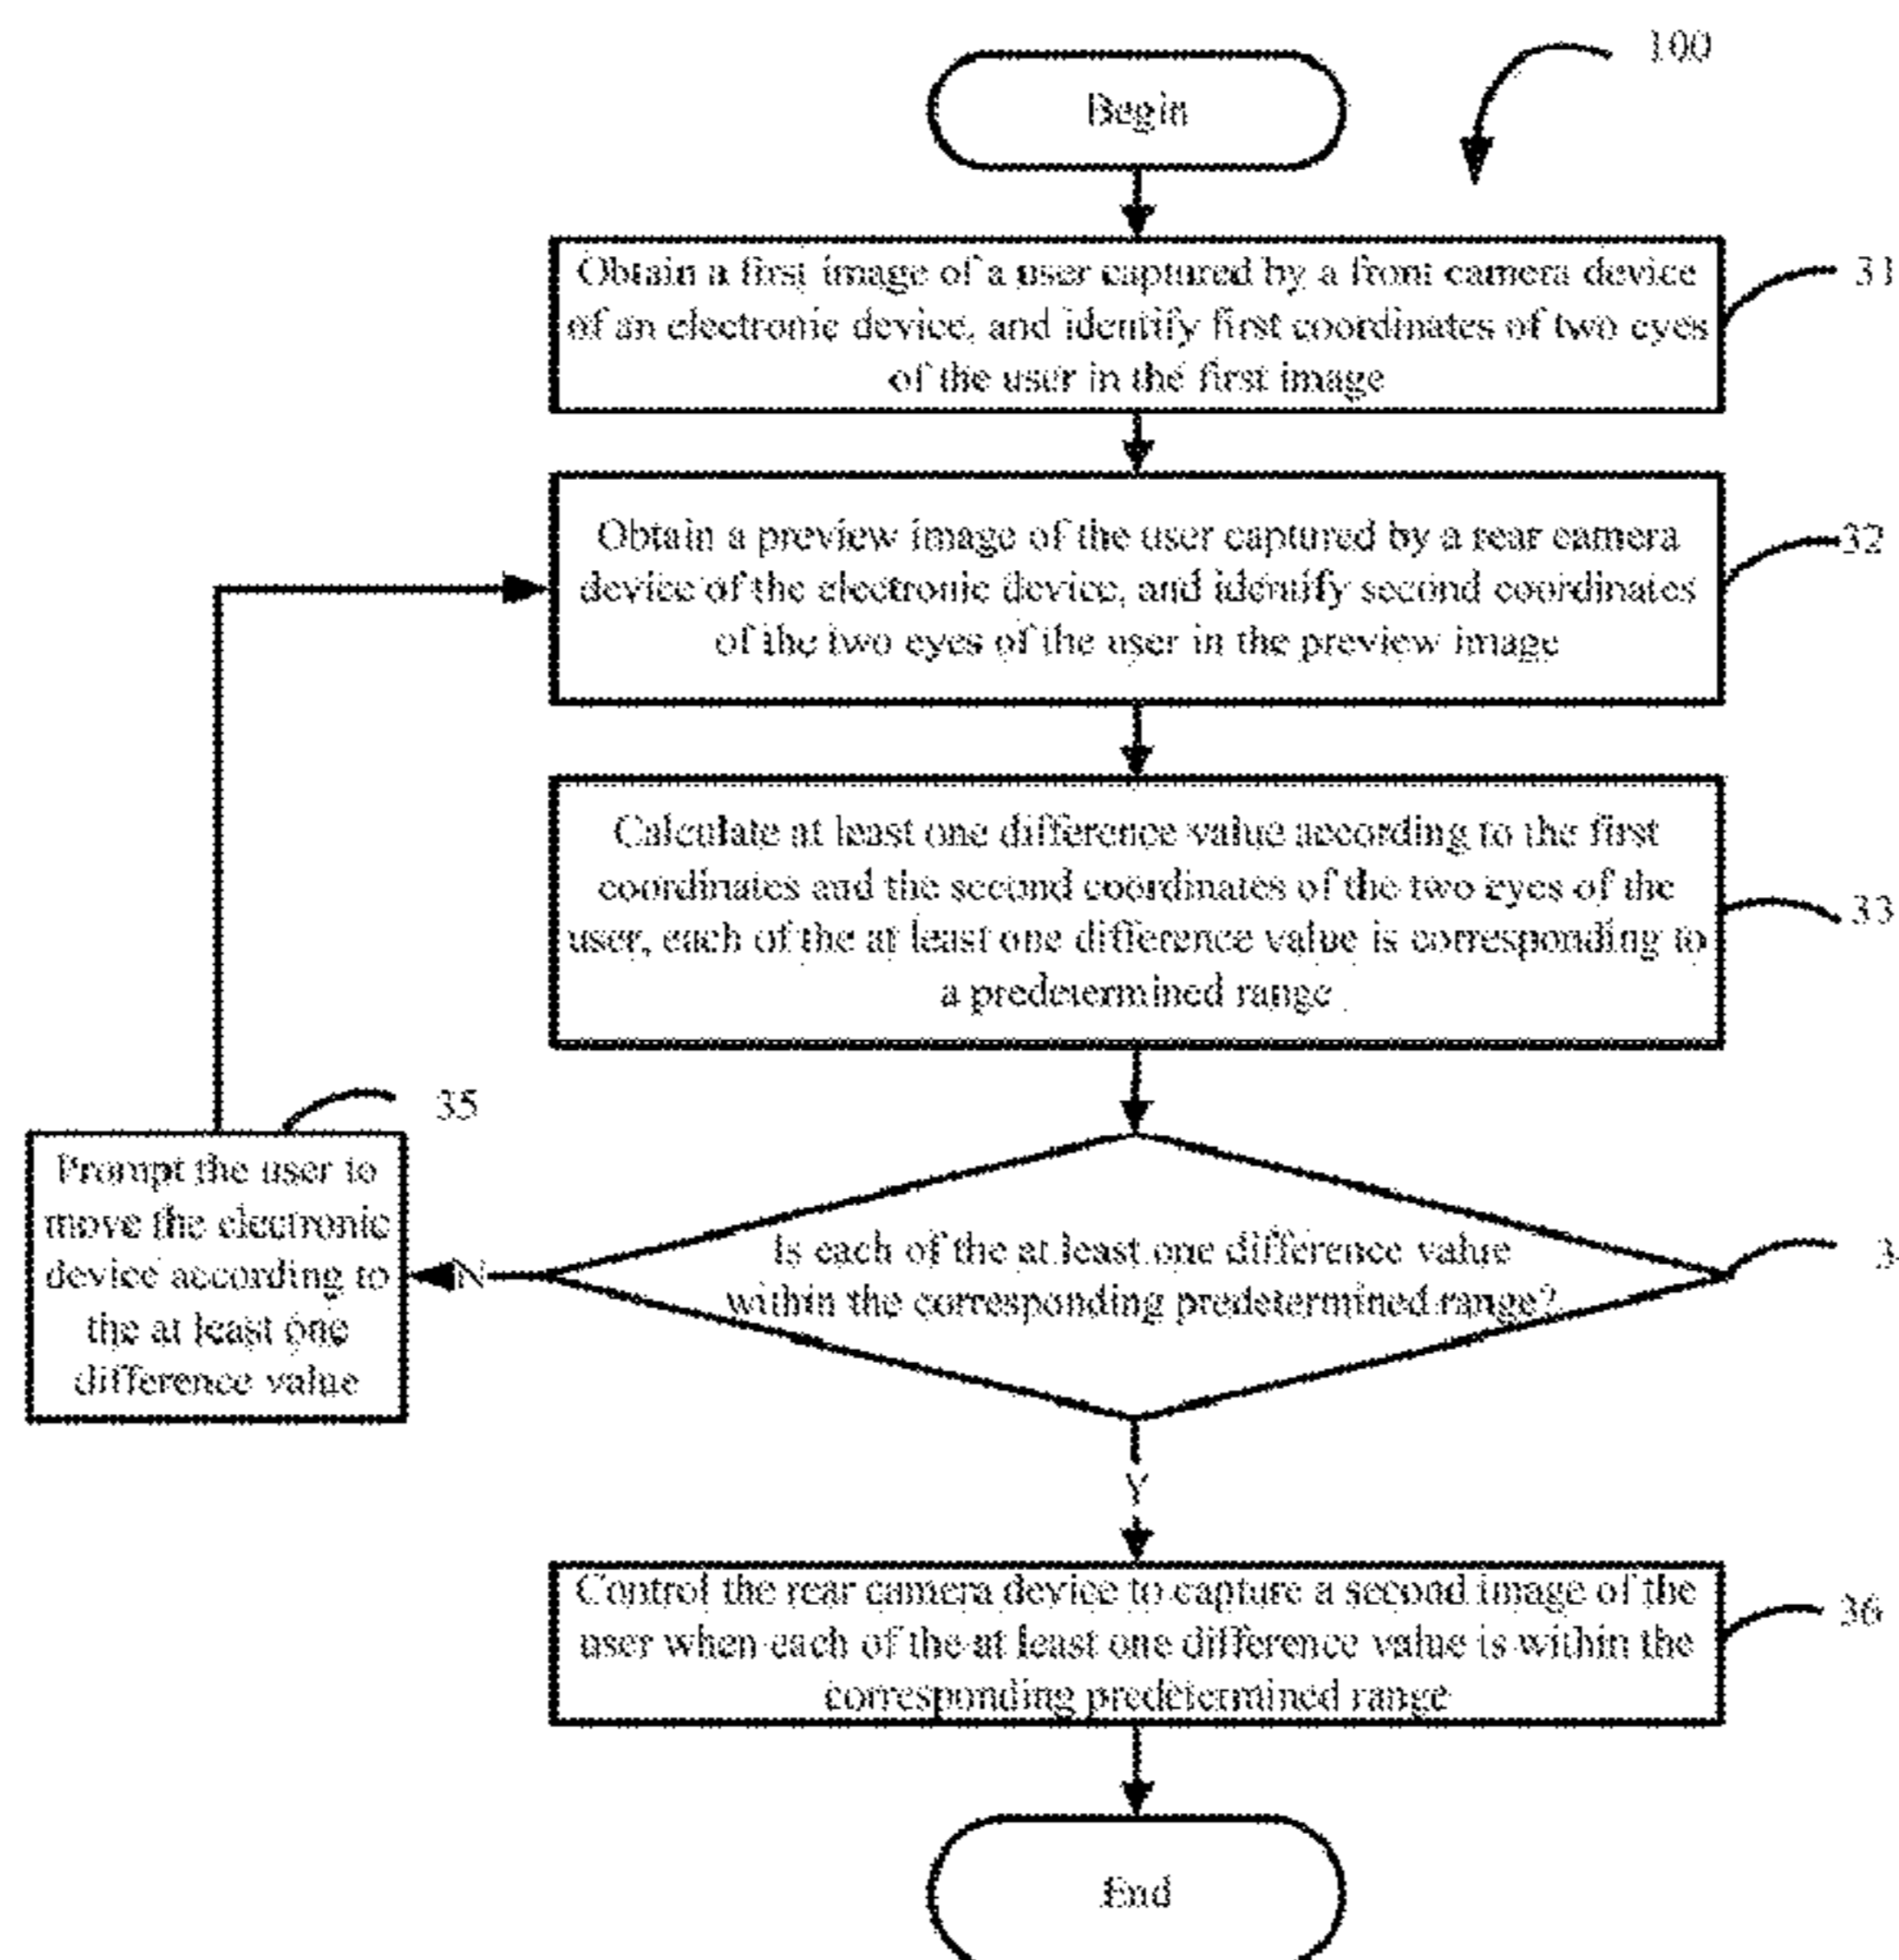 100
Begin
Obtain a first image of a user captured by a front camera device
of an electronic device, and identify first coordinates of two eyes
of the user in the first image
31
Obtain a preview image of the user captured by a rear camera
device of the electronic device, and identify second coordinates
of the two eyes of the user in the preview image
32
Calculate at least one difference value according to the first
coordinates and the second coordinates of the two eyes of the
user, each of the at least one difference value is corresponding to
a predetermined range
33
35
Prompt the user to
move the electronic
device according to
the at least one
difference value
N
Is each of the at least one difference value
within the corresponding predetermined range?
Y
Control the rear camera device to capture a second image of the
user when each of the at least one difference value is within the
corresponding predetermined range
36
End